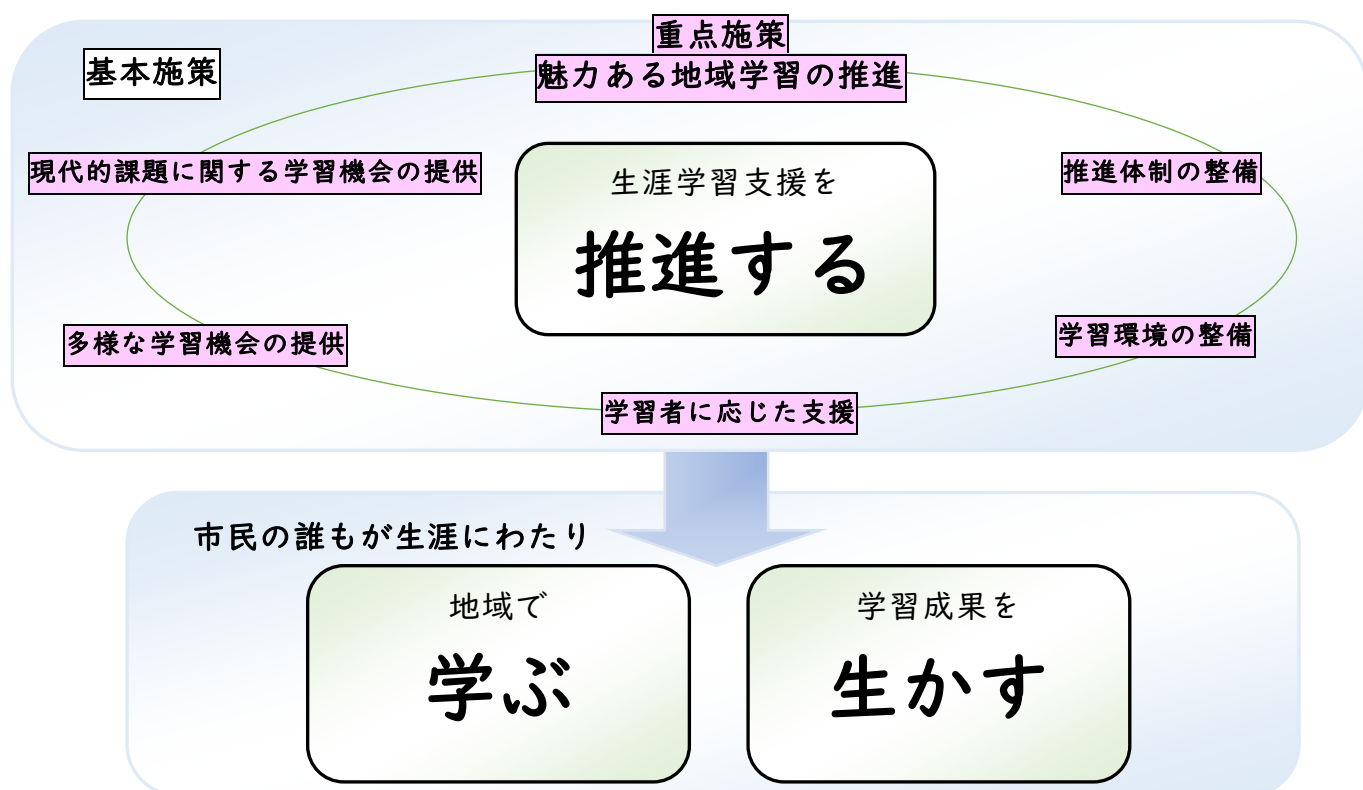 重点施策
魅力ある地域学習の推進
基本施策
現代的課題に関する学習機会の提供
推進体制の整備
生涯学習支援を
推進する
多様な学習機会の提供
学習環境の整備
学習者に応じた支援
市民の誰もが生涯にわたり
地域で
学ぶ
学習成果を
生かす